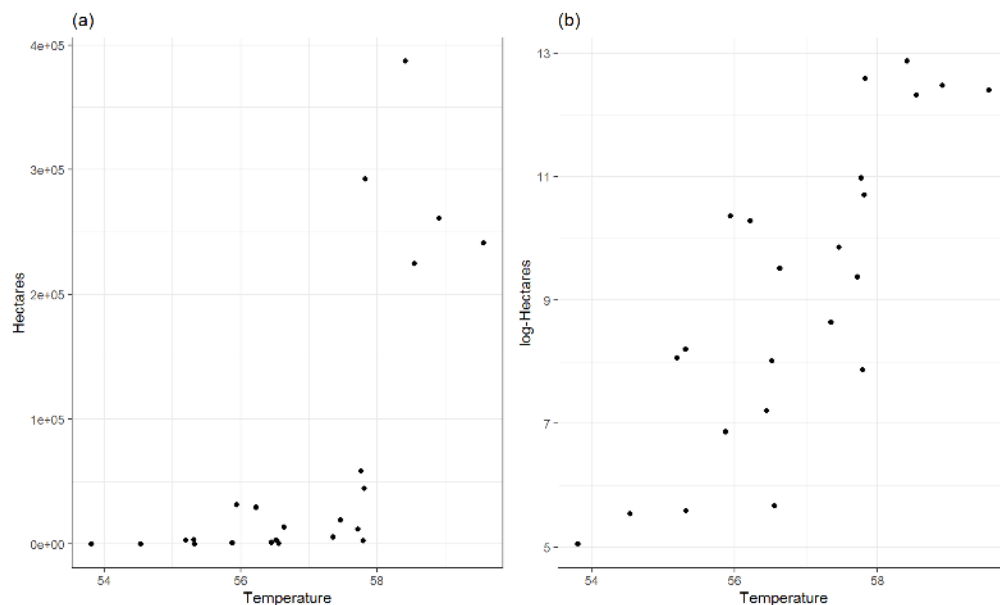 (a)
4e+05
3e+05
2e+05
1e+05
0e+00
Hectares
54
56
58
Temperature
(b)
13
11
9
7
5
log-Hectares
54
56
58
Temperature